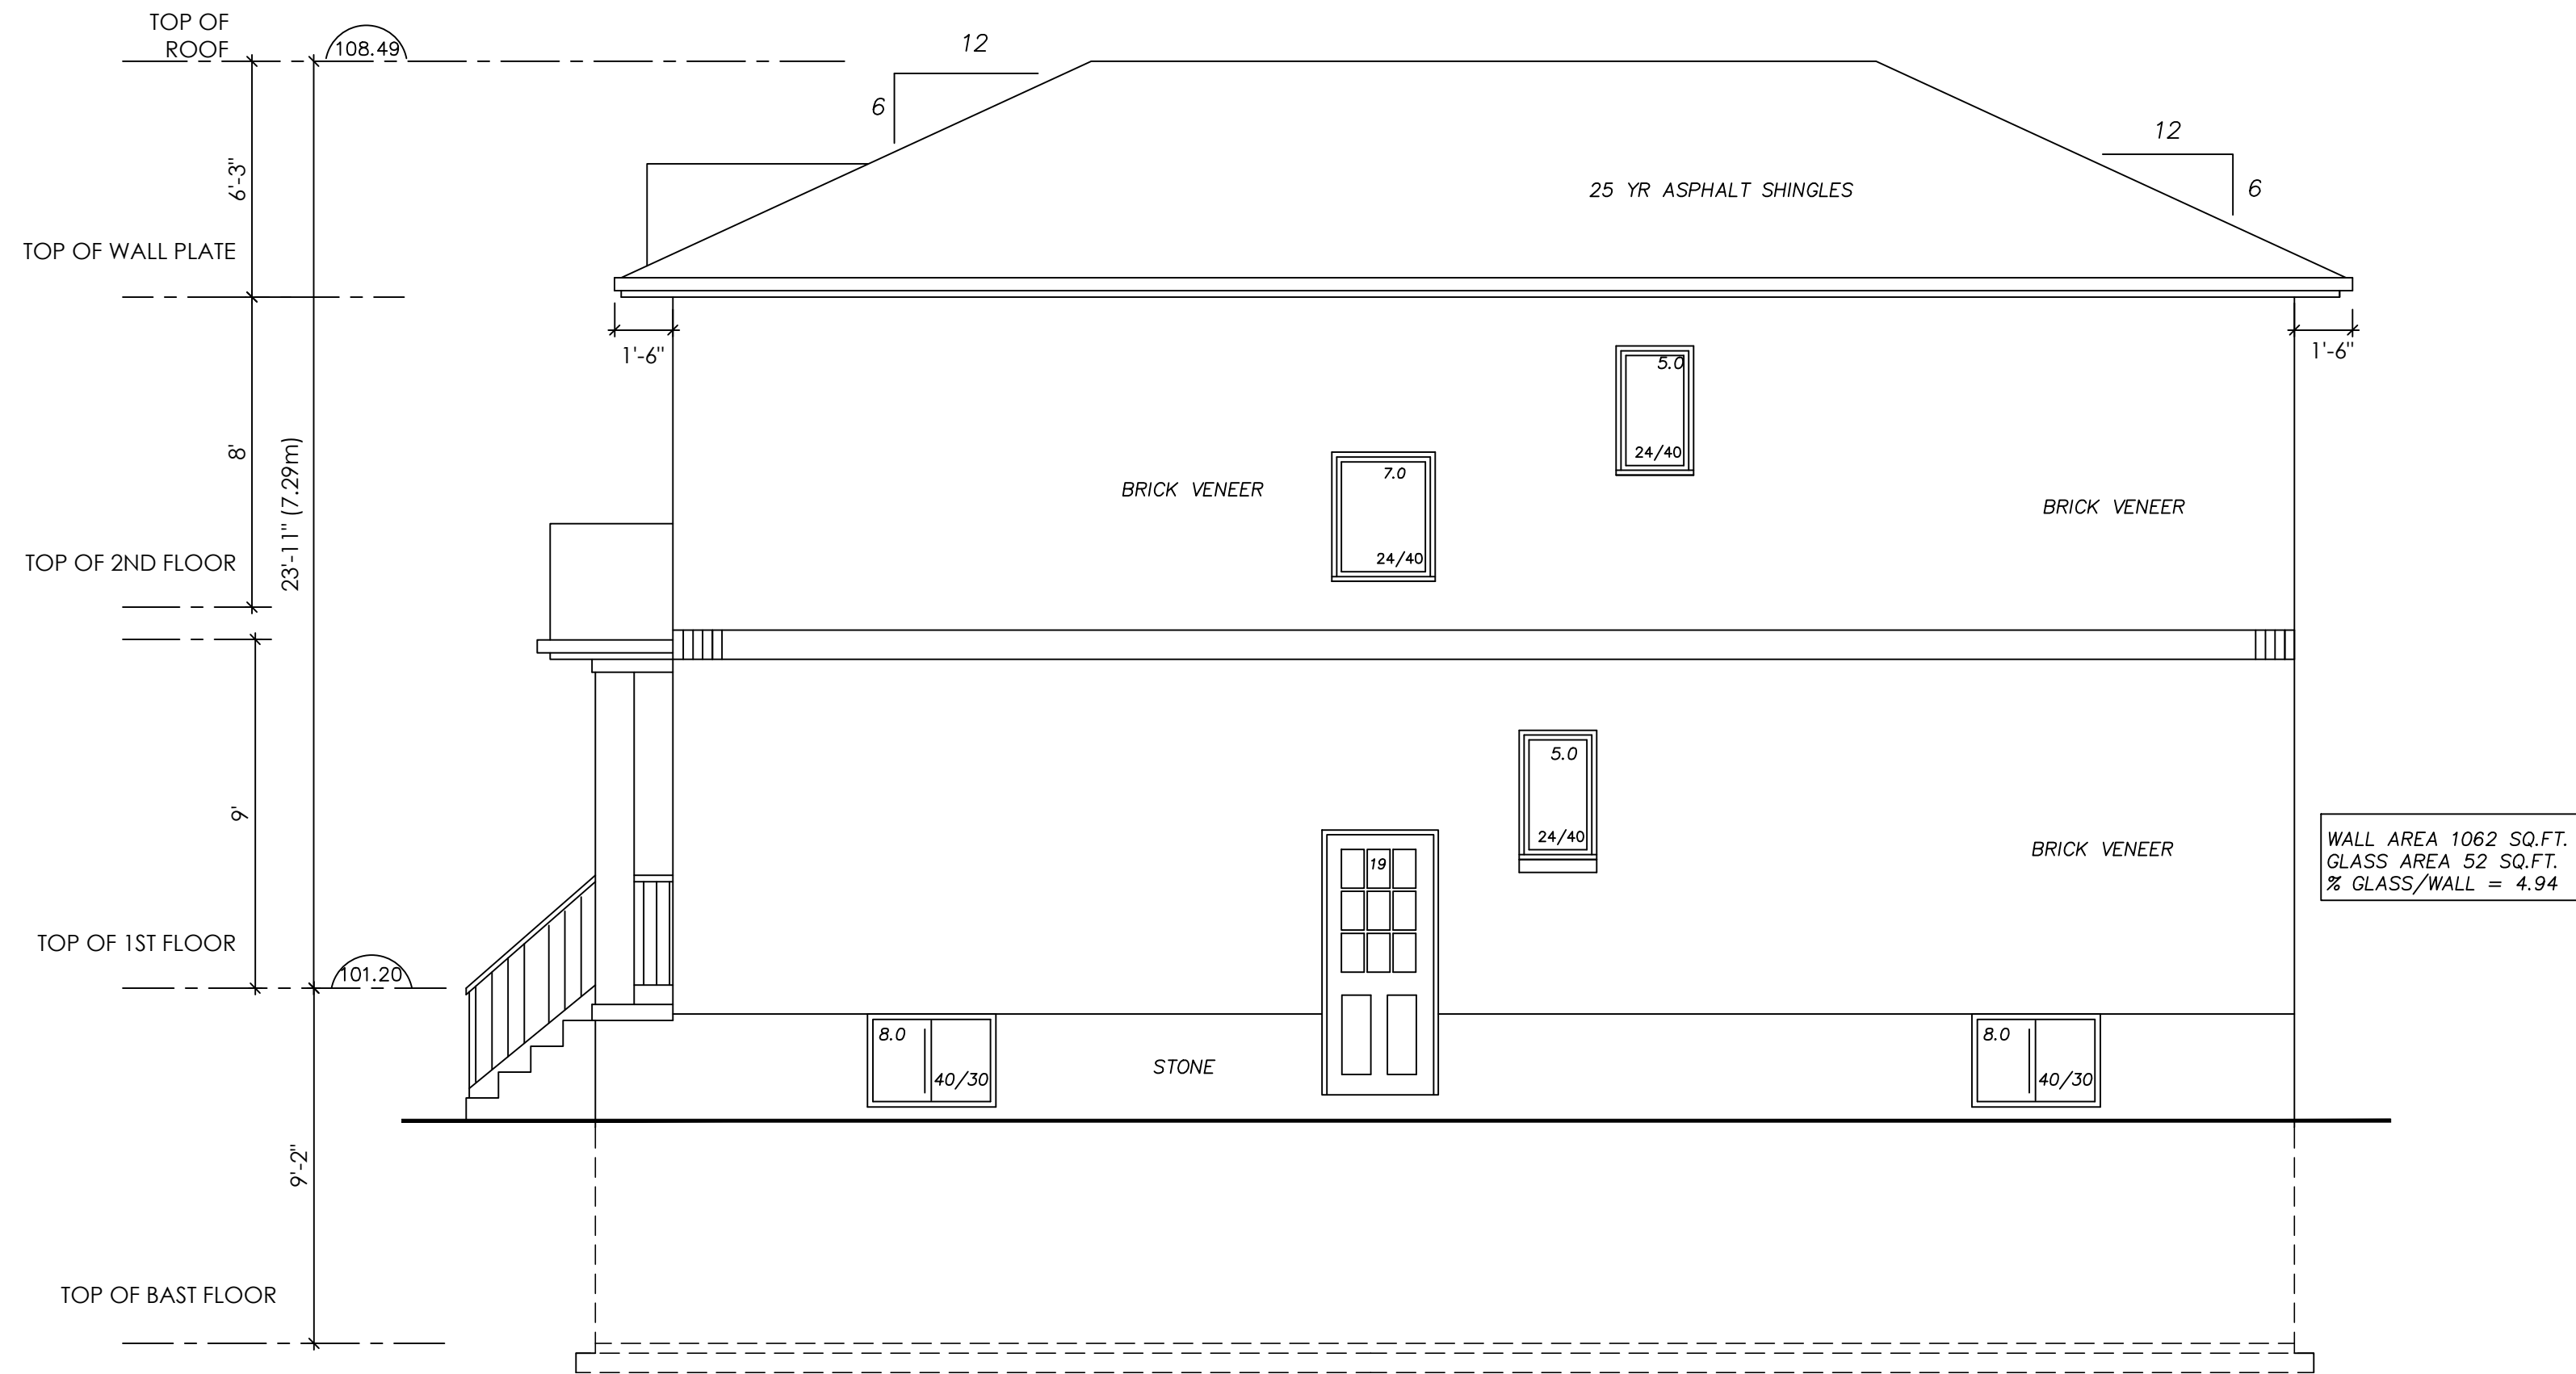 TOP OF
ROOF
108.49
12
6
12
6
6'-3"
25 YR ASPHALT SHINGLES
TOP OF WALL PLATE
1'-6"
1'-6"
5.0
24/40
8'
23'-11" (7.29m)
BRICK VENEER
7.0
24/40
BRICK VENEER
TOP OF 2ND FLOOR
9'
5.0
24/40
BRICK VENEER
19
WALL AREA 1062 SQ.FT.
GLASS AREA 52 SQ.FT.
% GLASS/WALL = 4.94
TOP OF 1ST FLOOR
101.20
8.0
40/30
STONE
8.0
40/30
9'-2"
TOP OF BAST FLOOR